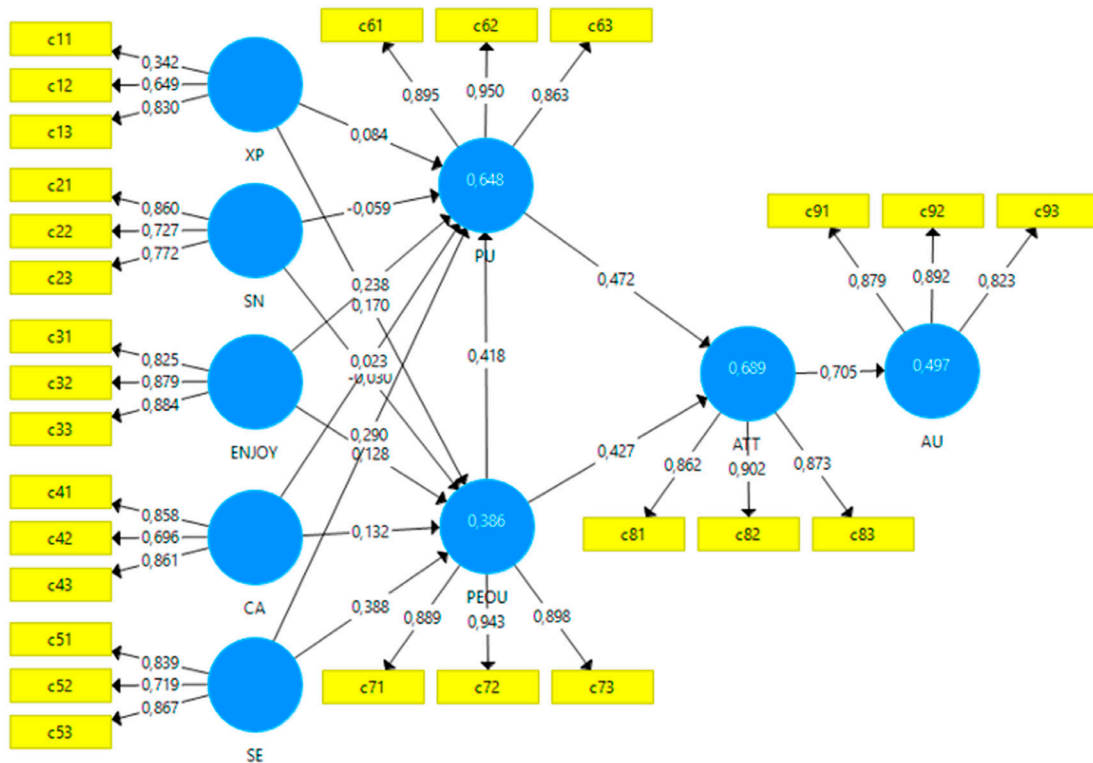 c61
c62
c63
c11
c12
c13
0,342
0,649
0,830
XP
0,895
0,950
0,863
0,084
0,648
PU
c21
c22
c23
0,860
0,727
0,772
SN
-0,059
c91
c92
c93
0,879
0,892
0,823
0,472
0,238
0,170
0,418
c31
c32
c33
0,825
0,879
0,884
ENJOY
0,023
-0,030
0,689
ATT
0,705
0,497
AU
0,290
0,128
0,427
0,862
0,902
0,873
c41
c42
c43
0,858
0,696
0,861
CA
0,132
0,386
PEOU
c81
c82
c83
0,388
0,889
0,943
0,898
c51
c52
c53
0,839
0,719
0,867
SE
c71
c72
c73